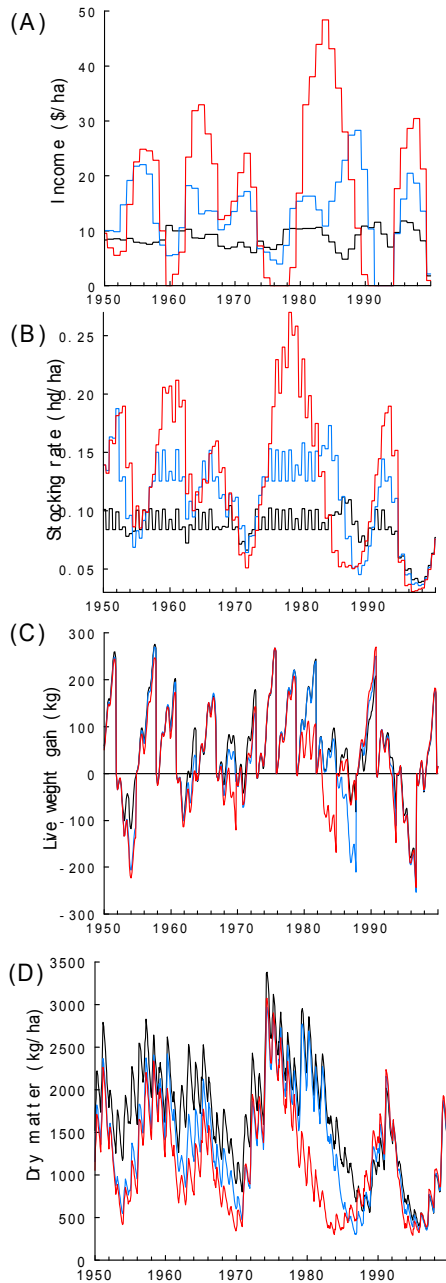 (A)
Income ($/ha)
50
40
30
20
10
0
1950 1960 1970 1980 1990
(B)
Stocking rate (hd/ha)
0.25
0.20
0.15
0.10
0.05
1950 1960 1970 1980 1990
(C)
Live weight gain (kg)
300
200
100
0
-100
-200
-300
1950 1960 1970 1980 1990
(D)
Dry matter (kg/ha)
3500
3000
2500
2000
1500
1000
500
0
1950 1960 1970 1980 1990